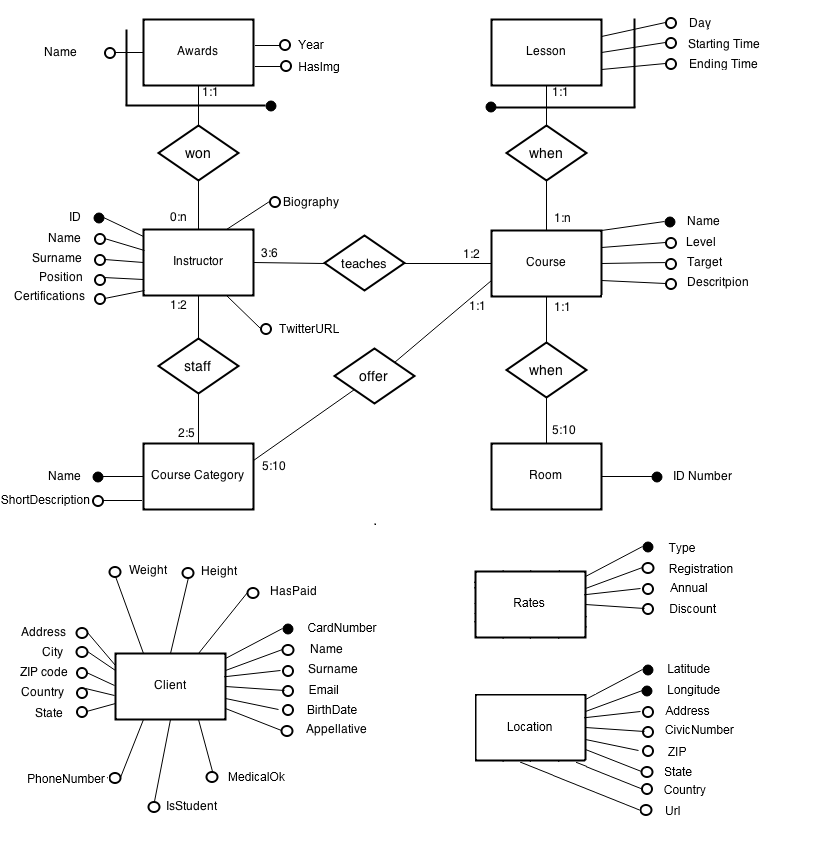 Name
Awards
Year
HasImg
1:1
won
Lesson
Day
Starting Time
Ending Time
1:1
when
ID
Name
Surname
Position
Certifications
0:n
Instructor
Biography
3:6
teaches
1:2
1:n
Course
Name
Level
Target
Descritpion
1:2
TwitterURL
1:1
1:1
staff
offer
when
2:5
5:10
5:10
Name
ShortDescription
Course Category
Room
ID Number
Weight
Height
HasPaid
Address
City
ZIP code
Country
State
Client
CardNumber
Name
Surname
Email
BirthDate
Appellative
PhoneNumber
IsStudent
MedicalOk
Rates
Type
Registration
Annual
Discount
Location
Latitude
Longitude
Address
CivicNumber
ZIP
State
Country
Url